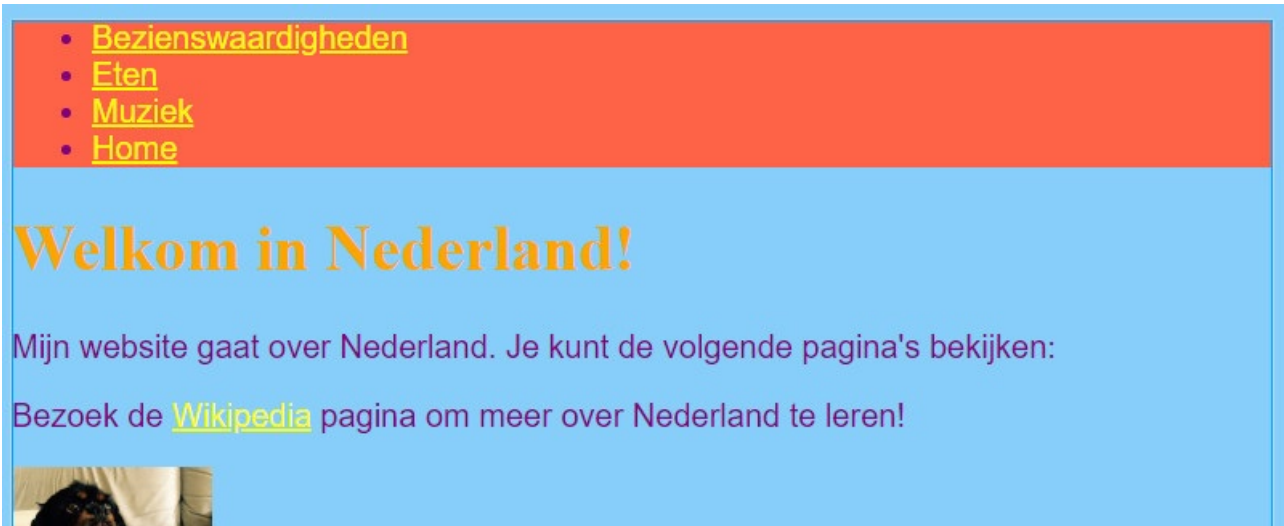 Bezienswaardigheden
Eten
Muziek
Home
Welkom in Nederland!
Mijn website gaat over Nederland. Je kunt de volgende pagina's bekijken:
Bezoek de Wikipedia pagina om meer over Nederland te leren!